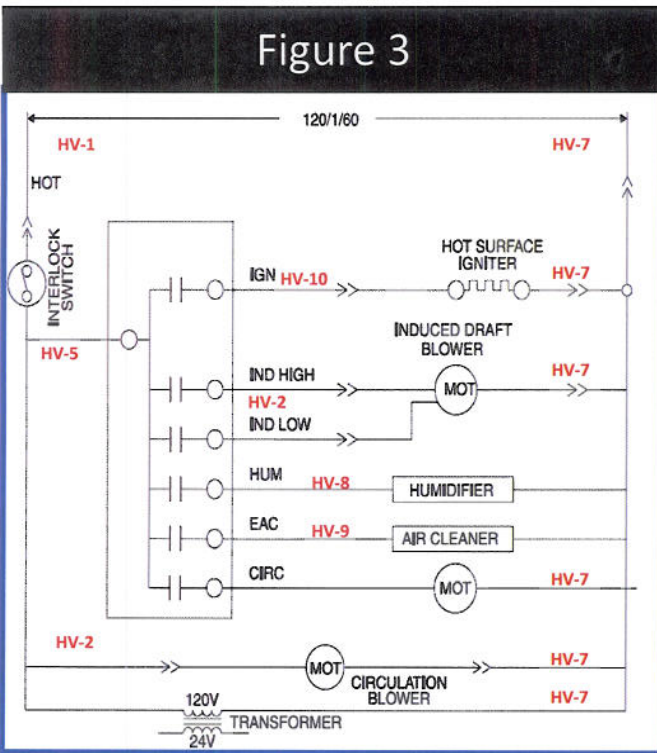 Figure 3
120/1/60
HV-1
HV-7
HOT
INTERLOCK
SWITCH
HOT SURFACE
IGNITER
IGN
HV-10
HV-7
HV-5
INDUCED DRAFT
BLOWER
IND HIGH
HV-7
MOT
HV-2
IND LOW
HUM
HV-8
HUMIDIFIER
EAC
HV-9
AIR CLEANER
CIRC
MOT
HV-7
HV-2
MOT
HV-7
CIRCULATION
BLOWER
HV-7
120V
TRANSFORMER
24V